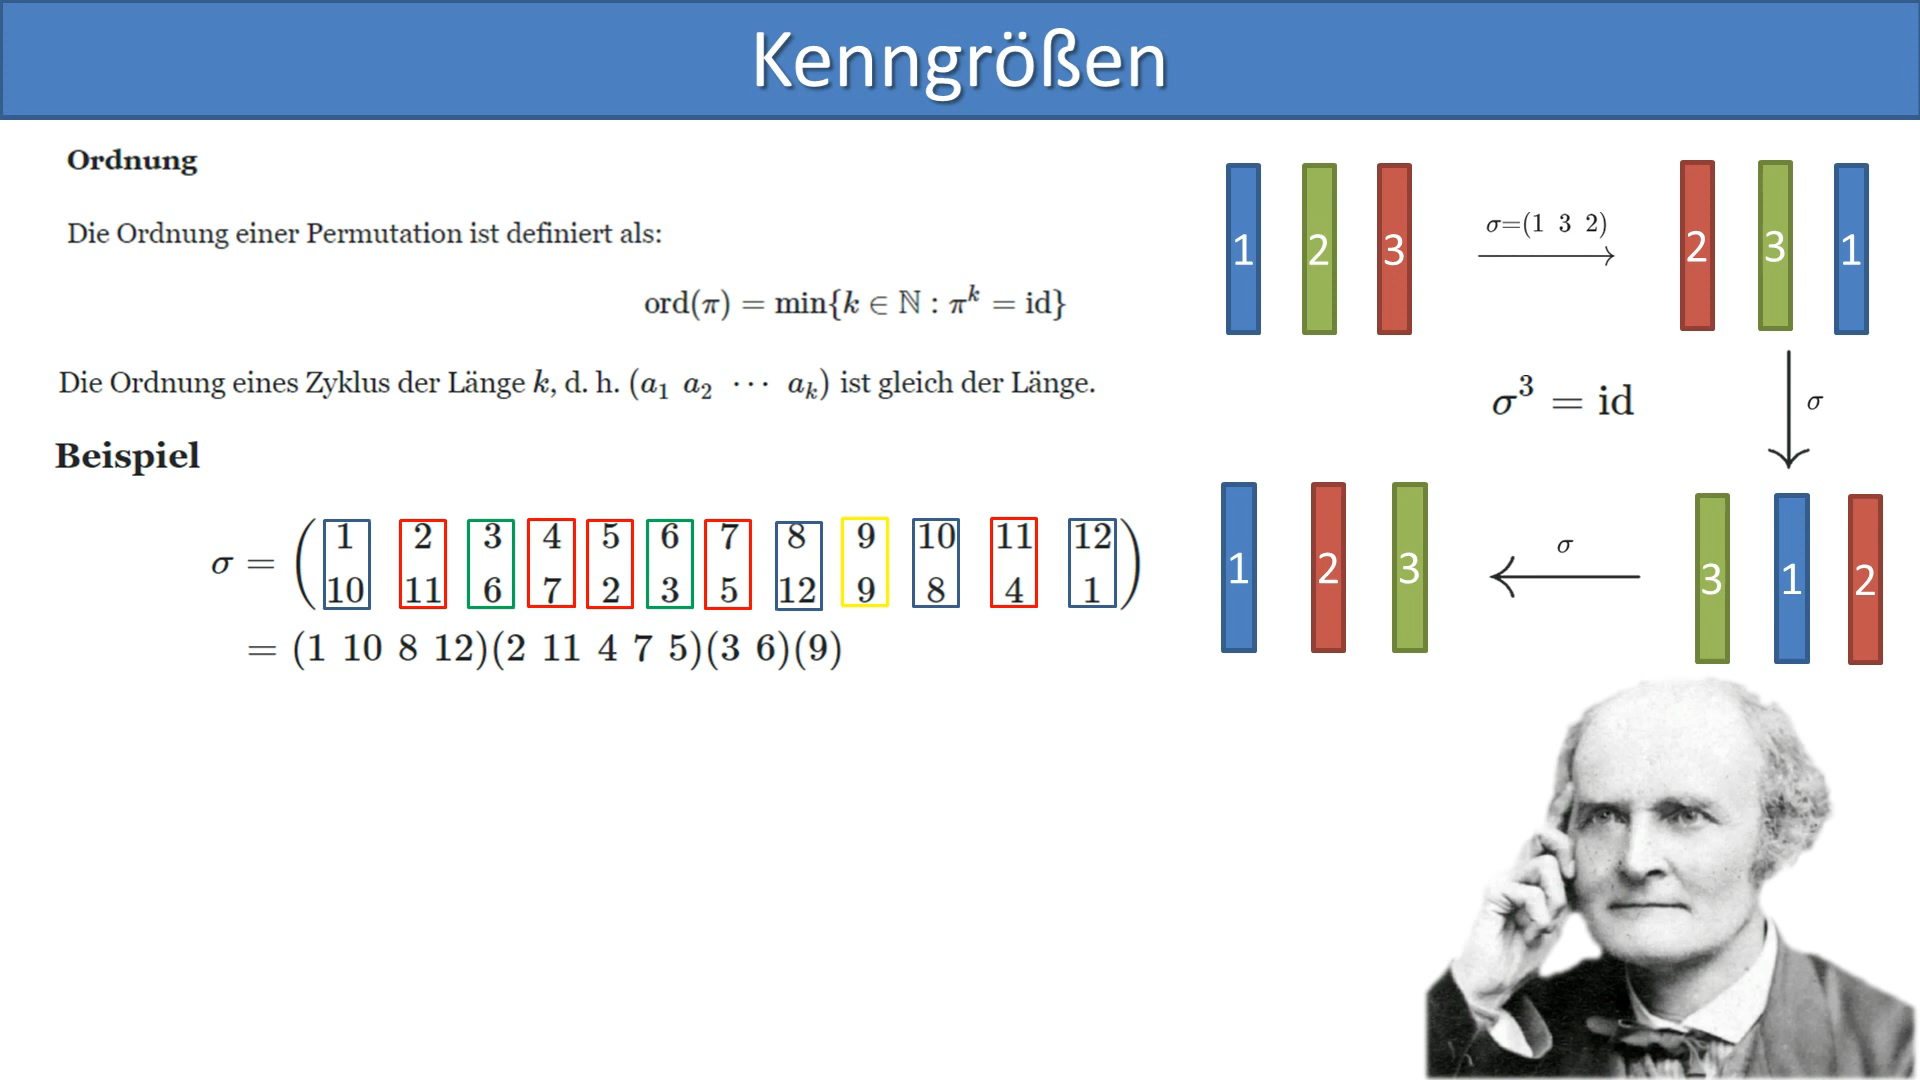 Kenngrößen
Ordnung
Die Ordnung einer Permutation ist definiert als:
ord(π) = min{k ∈ ℕ : π^k = id}
Die Ordnung eines Zyklus der Länge k, d. h. (a₁ a₂ ⋯ aₖ) ist gleich der Länge.
Beispiel
σ = (1 2 3 4 5 6 7 8 9 10 11 12
10 11 6 7 2 3 5 12 9 8 4 1)
= (1 10 8 12)(2 11 4 7 5)(3 6)(9)
1 2 3
σ=(1 3 2)
2 3 1
σ³ = id
σ
1 2 3
σ
3 1 2